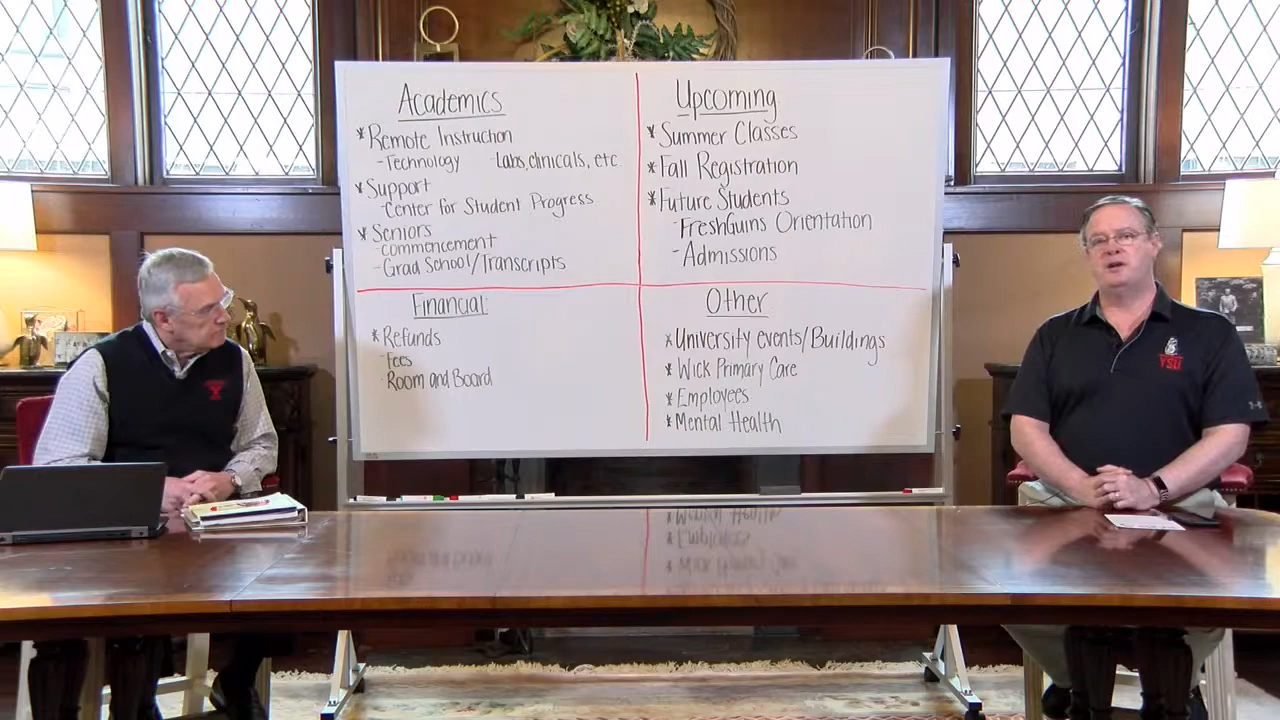 Academics
* Remote Instruction
- Technology - Labs, clinicals, etc
* Support
- Center for Student Progress
* Seniors
- commencement
- Grad School/Transcripts
Upcoming
* Summer Classes
* Fall Registration
* Future Students
- FreshGuins Orientation
- Admissions
Financial
* Refunds
- Fees
- Room and Board
Other
* University events/Buildings
* Wick Primary Care
* Employees
* Mental Health
YSU